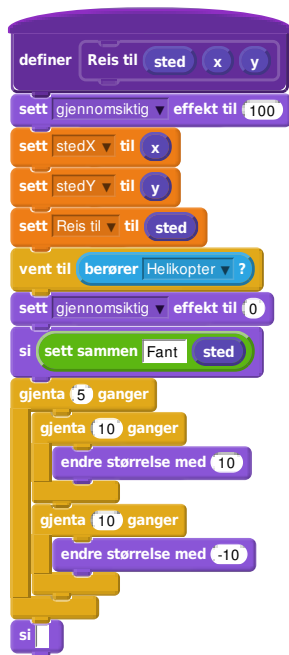 definer Reis til sted x y
sett gjennomsiktig effekt til 100
sett stedX til x
sett stedY til y
sett Reis til til sted
vent til berører Helikopter ?
sett gjennomsiktig effekt til 0
si sett sammen Fant sted
gjenta 5 ganger
gjenta 10 ganger
endre størrelse med 10
gjenta 10 ganger
endre størrelse med -10
si